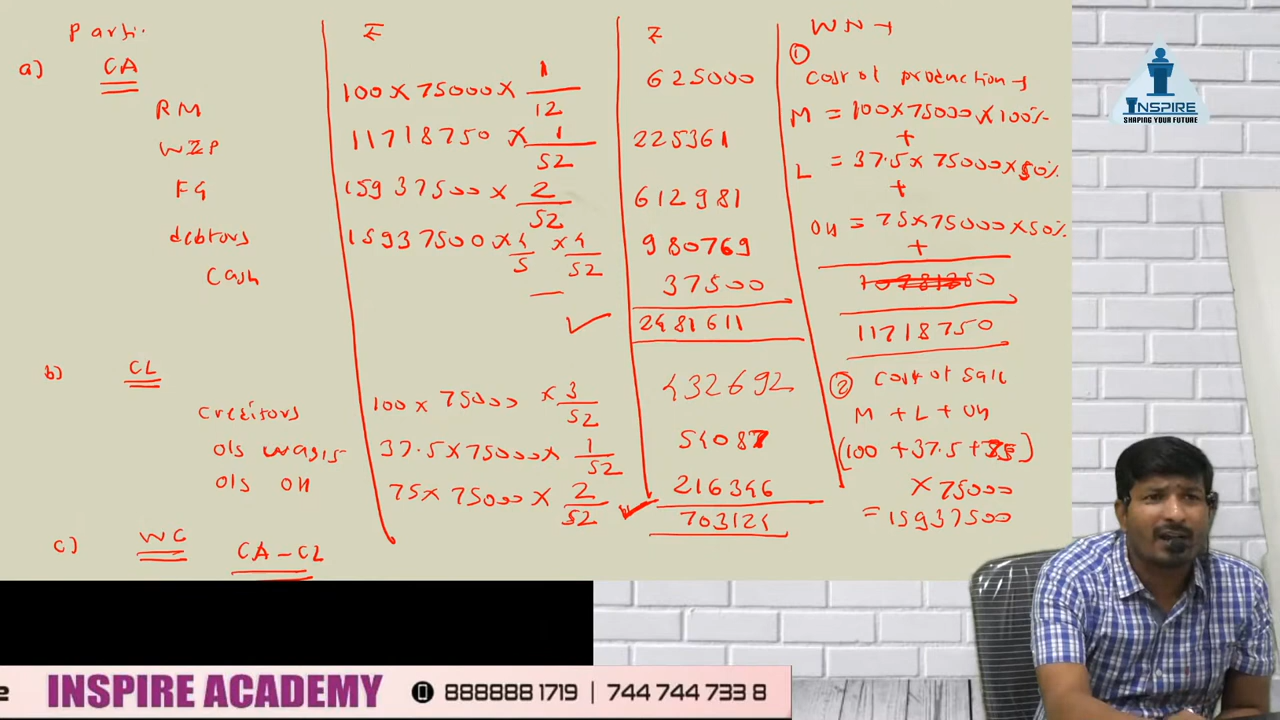 Parti. ₹ ₹ WN →
①
a) CA
Cost of production →
RM 100 × 75000 × 1/12 625000
M = 100 × 75000 × 100%
+
WIP 11718750 × 1/52 225361
L = 37.5 × 75000 × 50%
+
FG 15937500 × 2/52 612981
OH = 75 × 75000 × 50%
+
debtors 15937500 × 4/5 × 4/52 980769
Cash 37500
2481611
11718750
b) CL
② Cost of Sale
Creditors 100 × 75000 × 3/52 432692
M + L + OH
o/s wages 37.5 × 75000 × 1/52 54087
(100 + 37.5 + 75)
o/s OH 75 × 75000 × 2/52 216346
× 75000
703124
= 15937500
c) WC CA - CL
INSPIRE
SHAPING YOUR FUTURE
INSPIRE ACADEMY 888888 1719 | 744 744 733 8